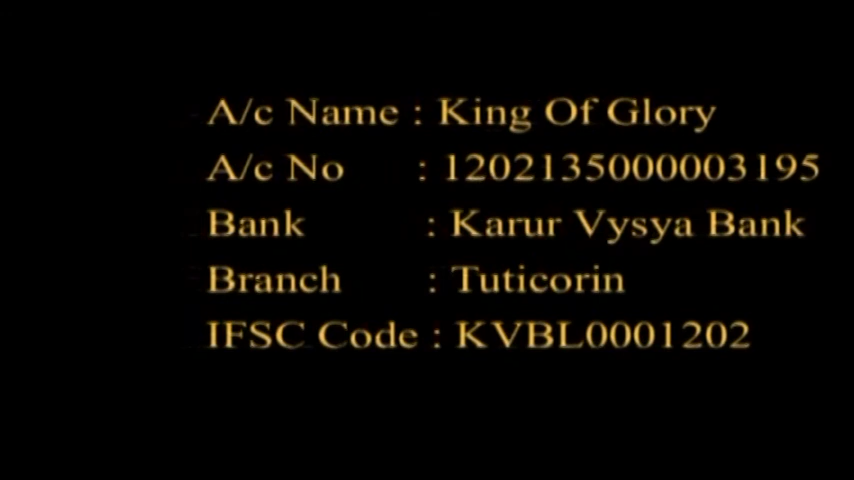 A/c Name : King Of Glory
A/c No : 1202135000003195
Bank : Karur Vysya Bank
Branch : Tuticorin
IFSC Code : KVBL0001202